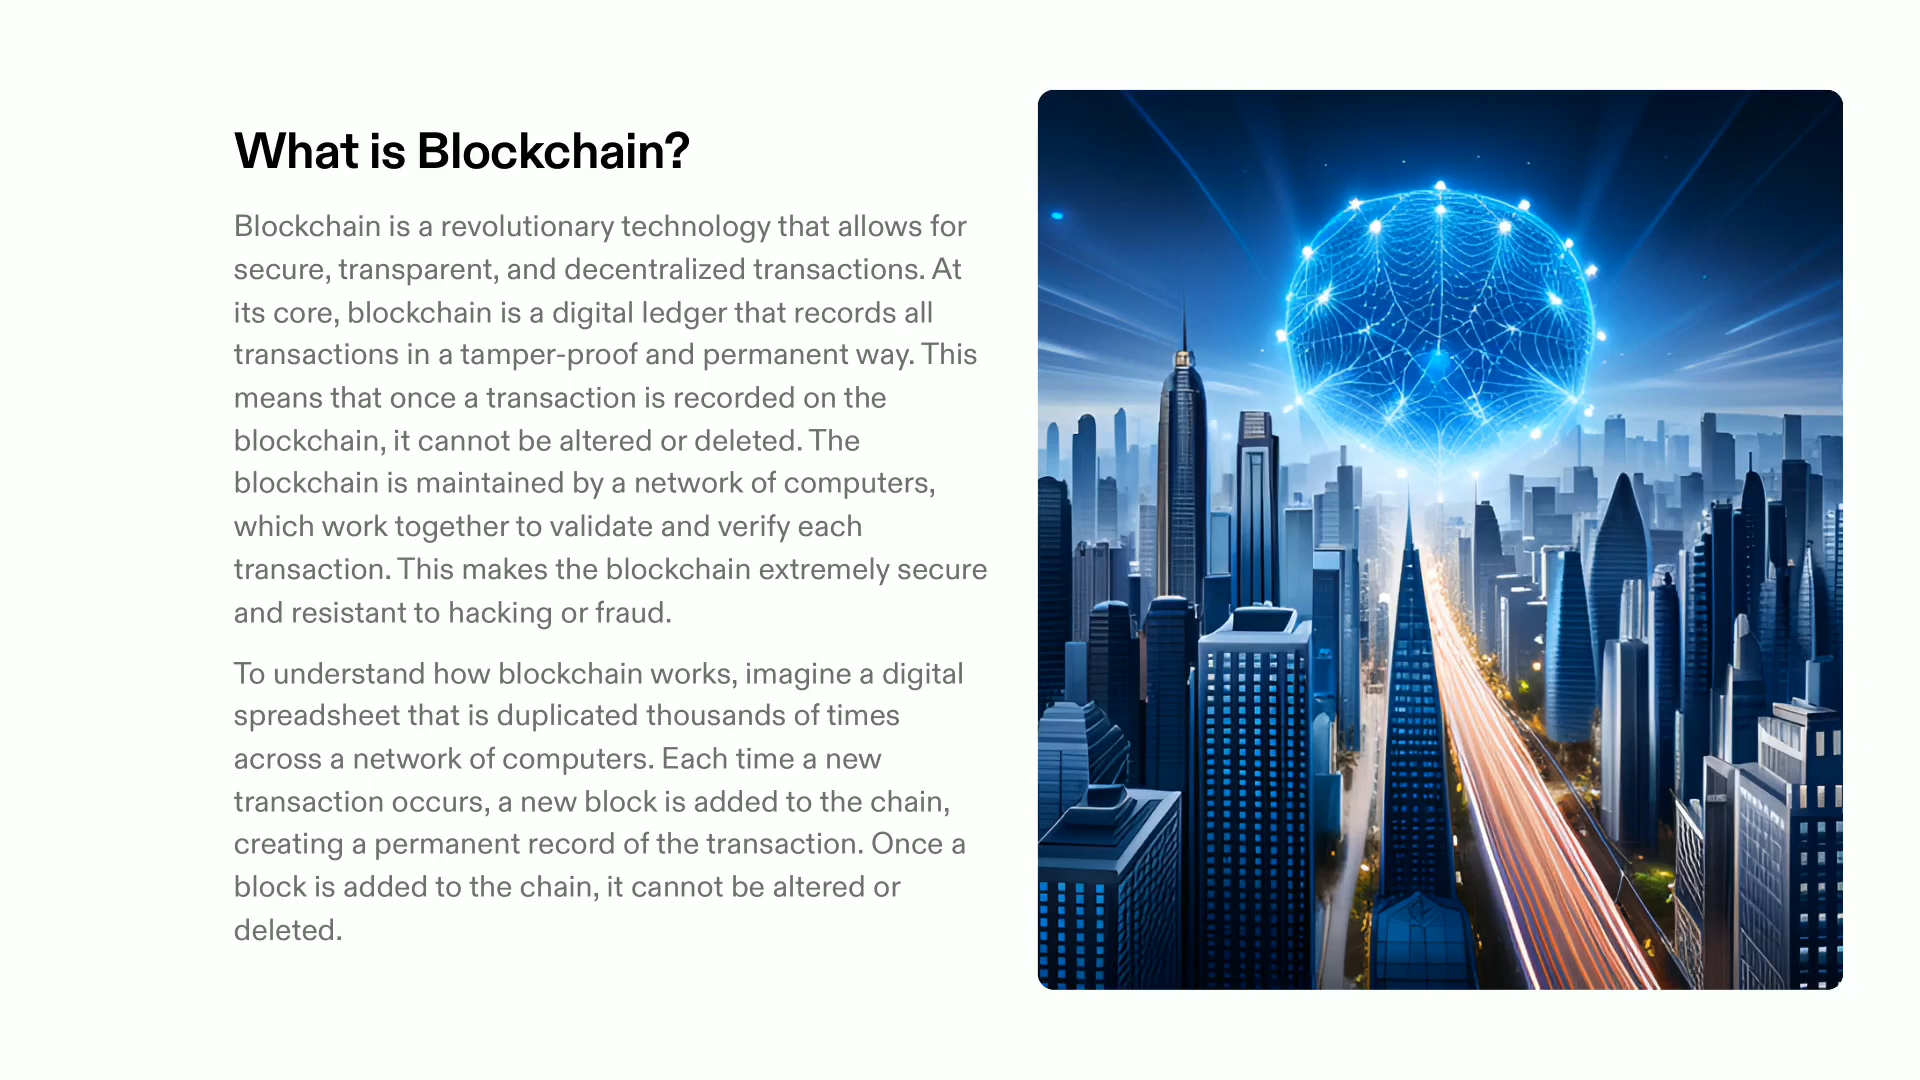 What is Blockchain?
Blockchain is a revolutionary technology that allows for
secure, transparent, and decentralized transactions. At
its core, blockchain is a digital ledger that records all
transactions in a tamper-proof and permanent way. This
means that once a transaction is recorded on the
blockchain, it cannot be altered or deleted. The
blockchain is maintained by a network of computers,
which work together to validate and verify each
transaction. This makes the blockchain extremely secure
and resistant to hacking or fraud.
To understand how blockchain works, imagine a digital
spreadsheet that is duplicated thousands of times
across a network of computers. Each time a new
transaction occurs, a new block is added to the chain,
creating a permanent record of the transaction. Once a
block is added to the chain, it cannot be altered or
deleted.